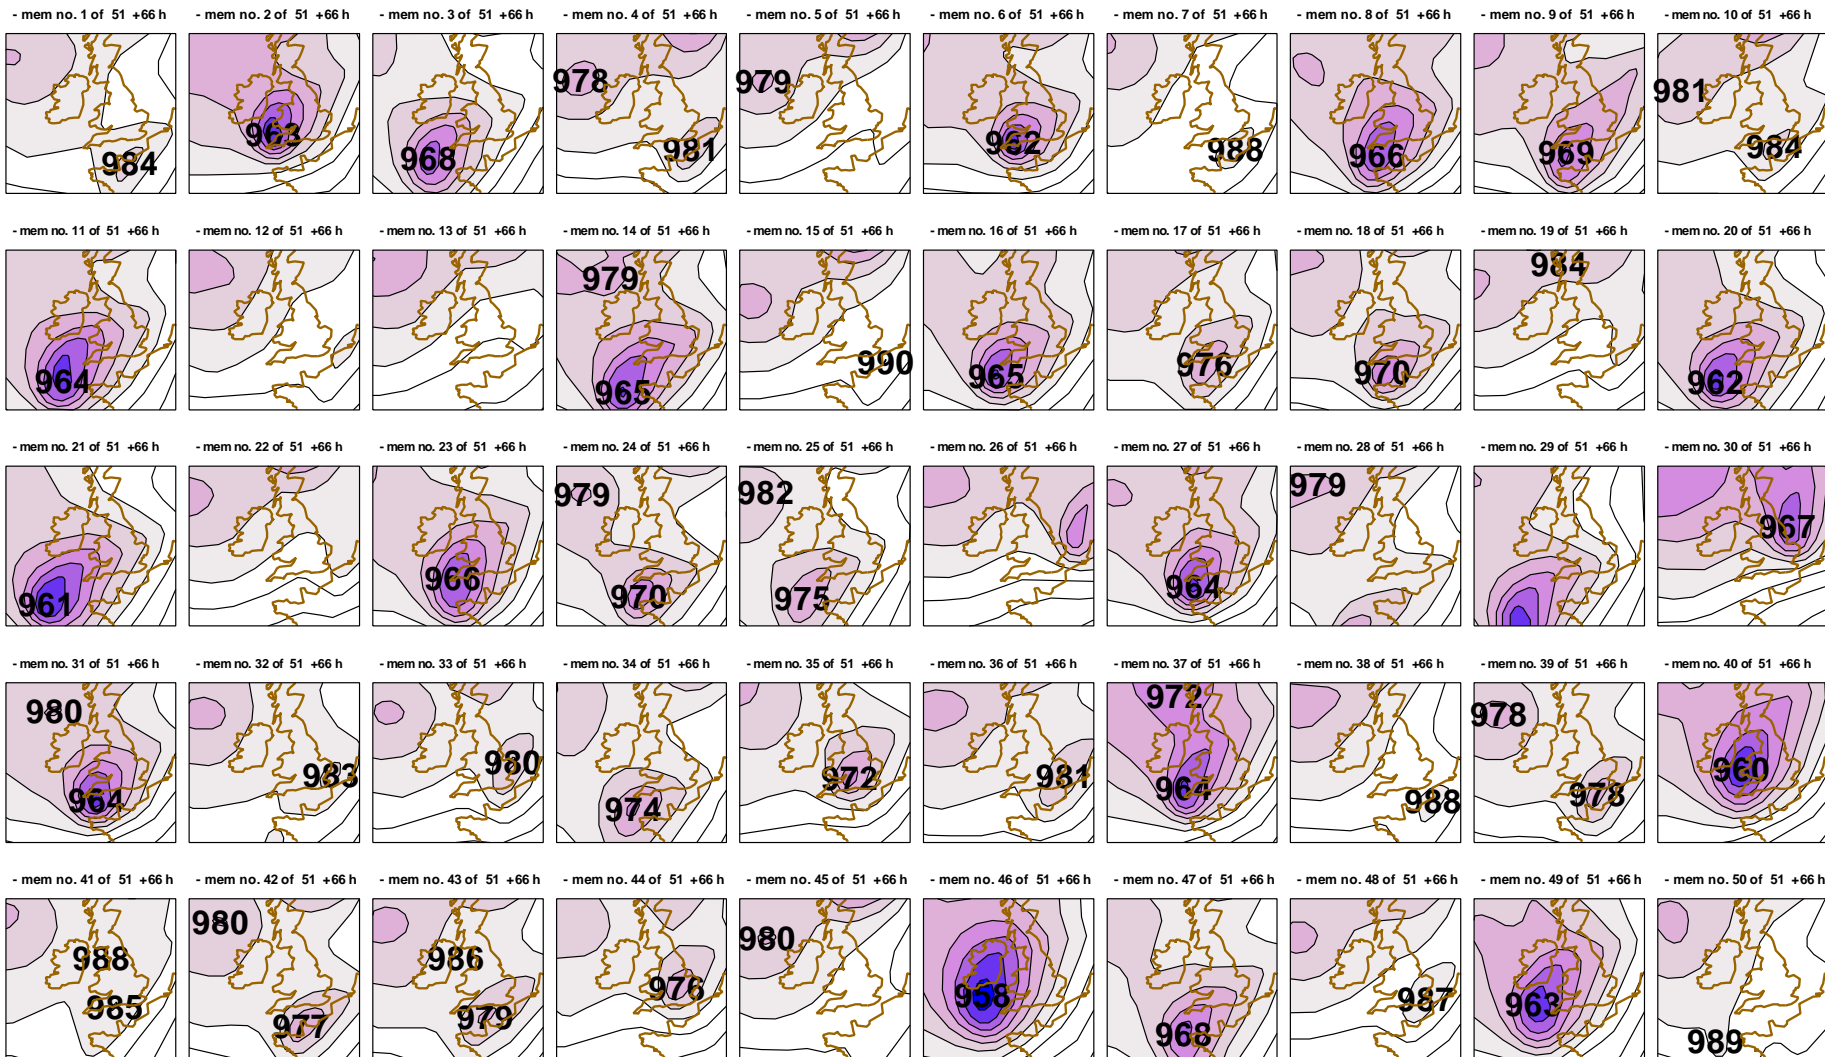 - mem no. 1 of 51 +66 h - mem no. 2 of 51 +66 h - mem no. 3 of 51 +66 h - mem no. 4 of 51 +66 h - mem no. 5 of 51 +66 h - mem no. 6 of 51 +66 h - mem no. 7 of 51 +66 h - mem no. 8 of 51 +66 h - mem no. 9 of 51 +66 h - mem no. 10 of 51 +66 h
984 963 968 978 981 979 962 988 966 969 981 984
- mem no. 11 of 51 +66 h - mem no. 12 of 51 +66 h - mem no. 13 of 51 +66 h - mem no. 14 of 51 +66 h - mem no. 15 of 51 +66 h - mem no. 16 of 51 +66 h - mem no. 17 of 51 +66 h - mem no. 18 of 51 +66 h - mem no. 19 of 51 +66 h - mem no. 20 of 51 +66 h
964 979 965 990 965 976 970 984 962
- mem no. 21 of 51 +66 h - mem no. 22 of 51 +66 h - mem no. 23 of 51 +66 h - mem no. 24 of 51 +66 h - mem no. 25 of 51 +66 h - mem no. 26 of 51 +66 h - mem no. 27 of 51 +66 h - mem no. 28 of 51 +66 h - mem no. 29 of 51 +66 h - mem no. 30 of 51 +66 h
961 966 979 970 982 975 964 979 967
- mem no. 31 of 51 +66 h - mem no. 32 of 51 +66 h - mem no. 33 of 51 +66 h - mem no. 34 of 51 +66 h - mem no. 35 of 51 +66 h - mem no. 36 of 51 +66 h - mem no. 37 of 51 +66 h - mem no. 38 of 51 +66 h - mem no. 39 of 51 +66 h - mem no. 40 of 51 +66 h
980 964 983 980 974 972 981 972 964 988 978 978 960
- mem no. 41 of 51 +66 h - mem no. 42 of 51 +66 h - mem no. 43 of 51 +66 h - mem no. 44 of 51 +66 h - mem no. 45 of 51 +66 h - mem no. 46 of 51 +66 h - mem no. 47 of 51 +66 h - mem no. 48 of 51 +66 h - mem no. 49 of 51 +66 h - mem no. 50 of 51 +66 h
988 985 980 977 986 979 976 980 958 968 987 963 989